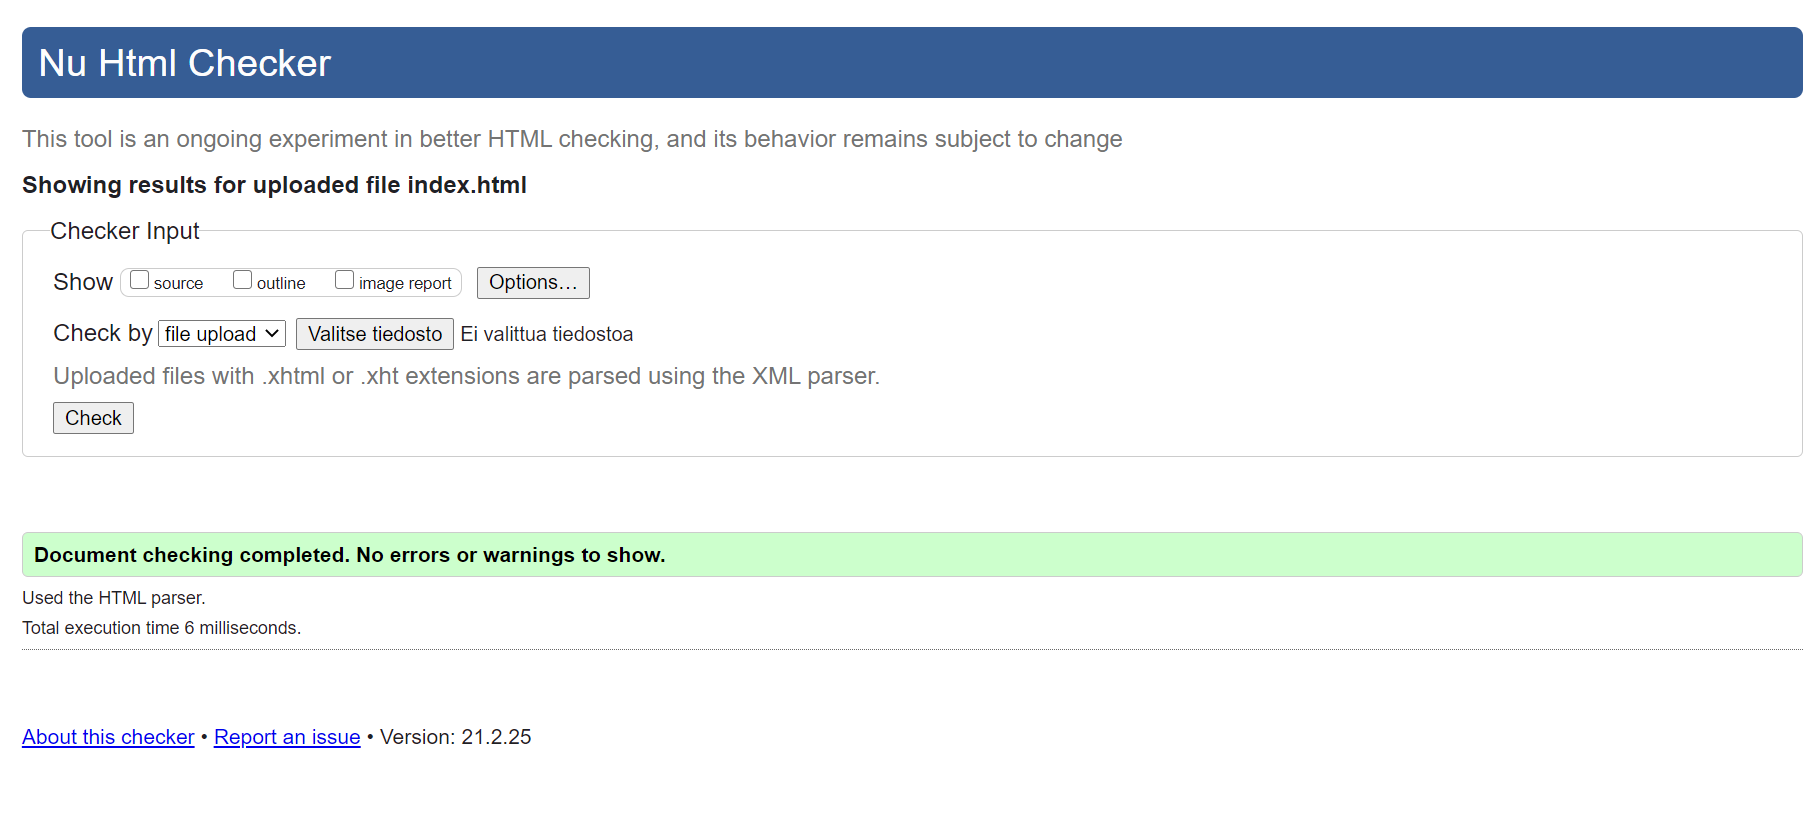 Nu Html Checker
This tool is an ongoing experiment in better HTML checking, and its behavior remains subject to change
Showing results for uploaded file index.html
Checker Input
Show source outline image report Options...
Check by file upload Valitse tiedosto Ei valittua tiedostoa
Uploaded files with .xhtml or .xht extensions are parsed using the XML parser.
Check
Document checking completed. No errors or warnings to show.
Used the HTML parser.
Total execution time 6 milliseconds.
About this checker • Report an issue • Version: 21.2.25